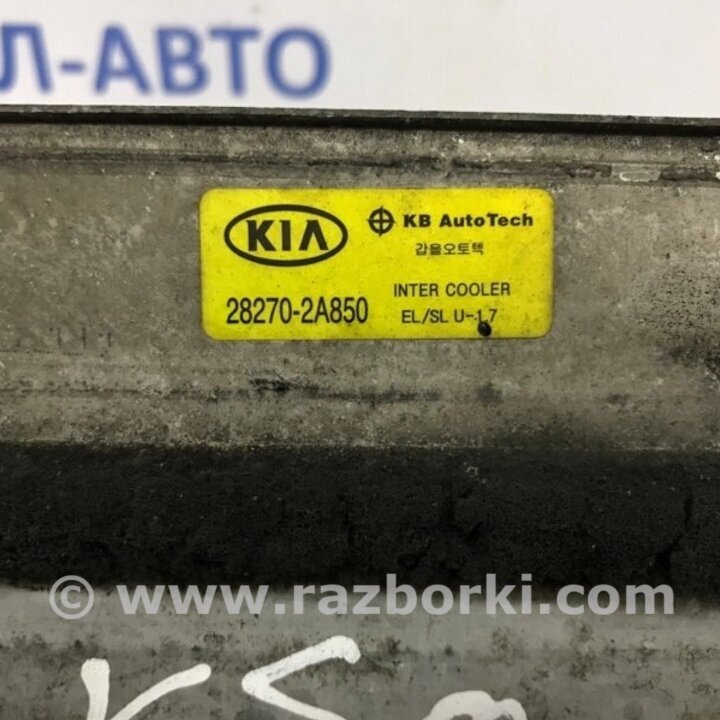 Л-АВТО
KIA
KB AutoTech
갑을오토텍
28270-2A850
INTER COOLER
EL/SL U-1.7
© www.razborki.com